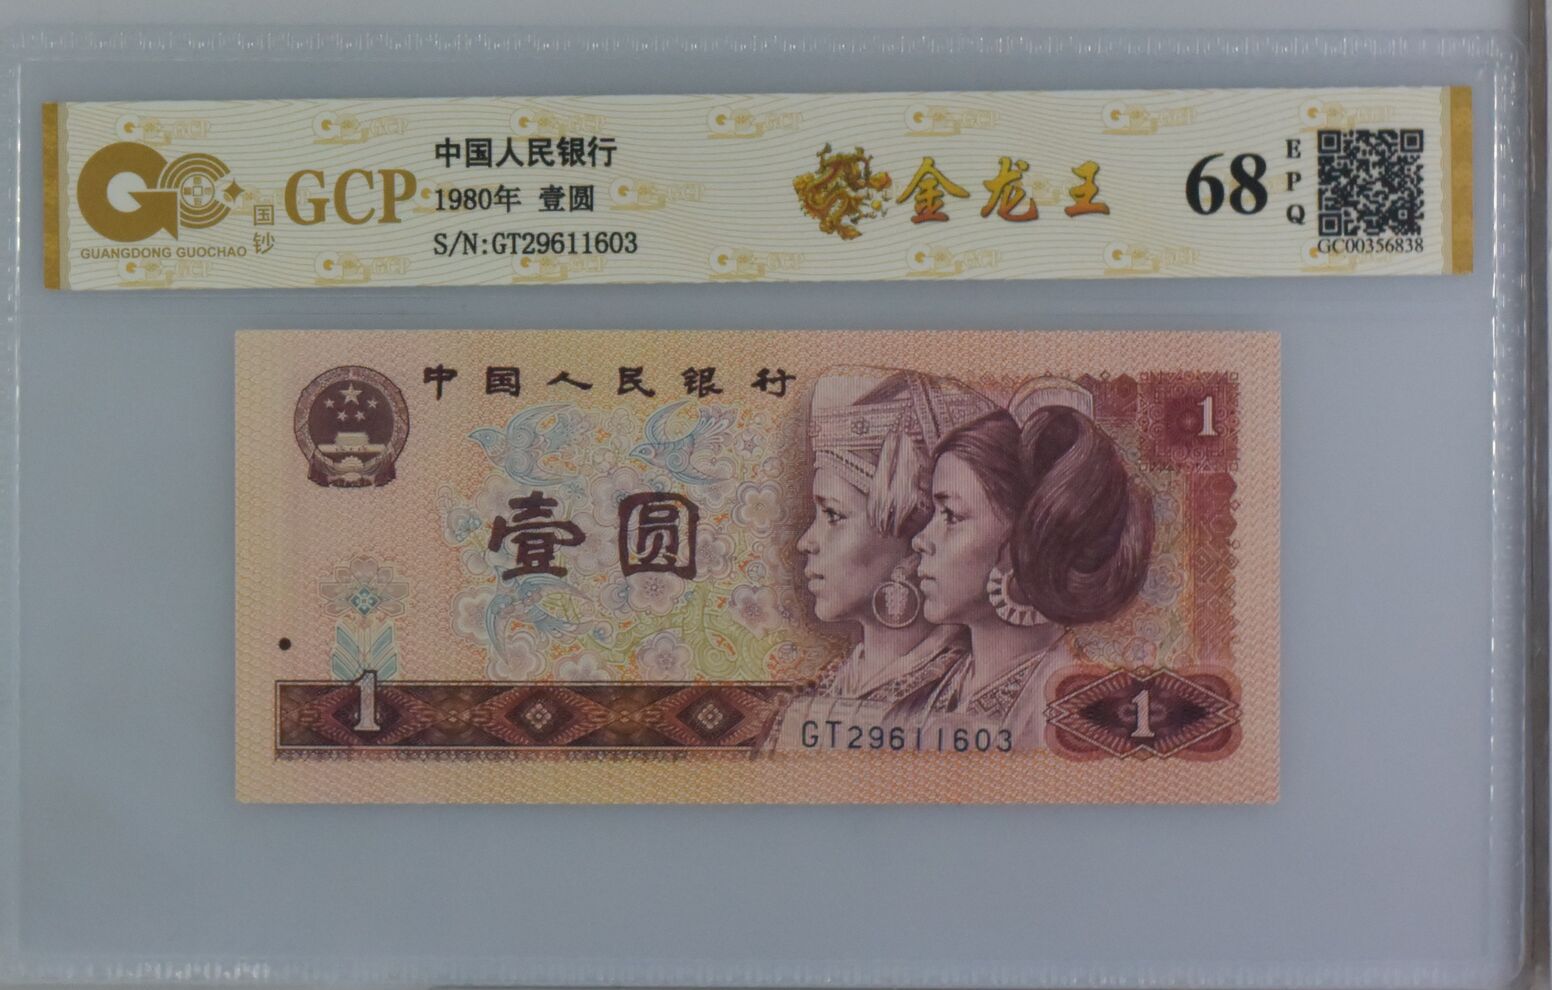 GUANGDONG GUOCHAO
国钞
GCP
中国人民银行
1980年 壹圆
S/N:GT29611603
金龙王
68
EPQ
GC00356838
中国人民银行
1
壹圆
1
GT29611603
1